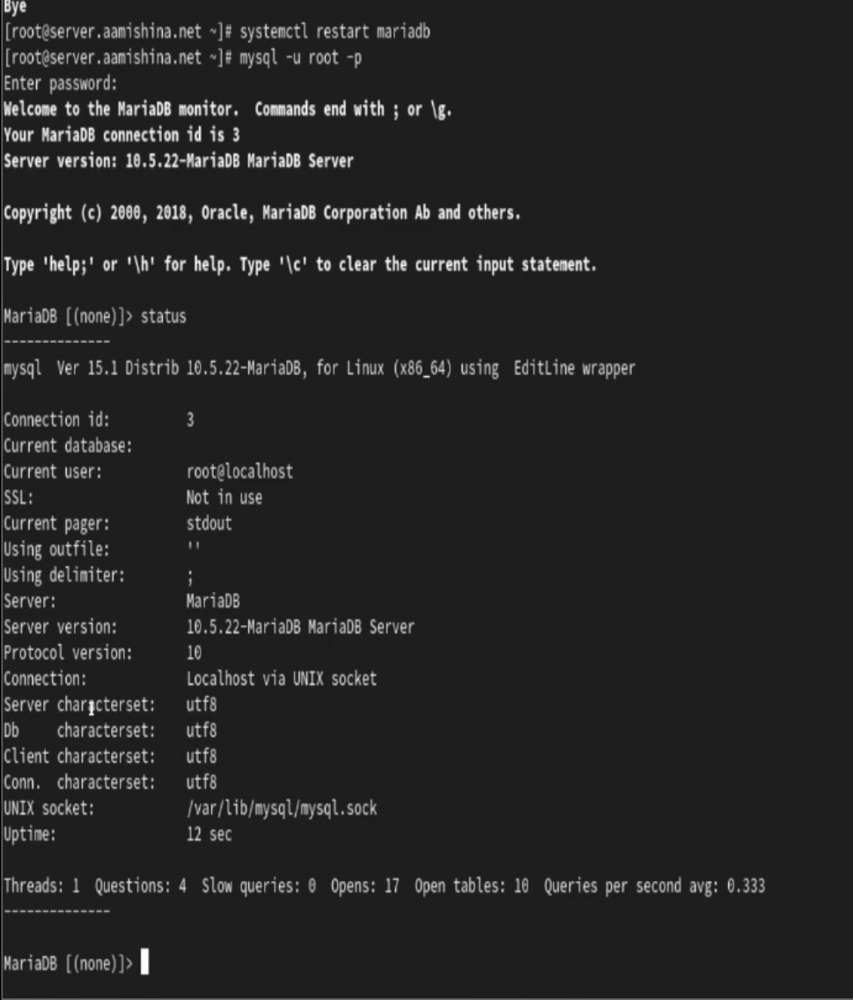 Bye
[root@server.aamishina.net ~]# systemctl restart mariadb
[root@server.aamishina.net ~]# mysql -u root -p
Enter password:
Welcome to the MariaDB monitor.  Commands end with ; or \g.
Your MariaDB connection id is 3
Server version: 10.5.22-MariaDB MariaDB Server

Copyright (c) 2000, 2018, Oracle, MariaDB Corporation Ab and others.

Type 'help;' or '\h' for help. Type '\c' to clear the current input statement.

MariaDB [(none)]> status
--------------
mysql  Ver 15.1 Distrib 10.5.22-MariaDB, for Linux (x86_64) using  EditLine wrapper

Connection id:          3
Current database:
Current user:           root@localhost
SSL:                    Not in use
Current pager:          stdout
Using outfile:          ''
Using delimiter:        ;
Server:                 MariaDB
Server version:         10.5.22-MariaDB MariaDB Server
Protocol version:       10
Connection:             Localhost via UNIX socket
Server characterset:    utf8
Db     characterset:    utf8
Client characterset:    utf8
Conn.  characterset:    utf8
UNIX socket:            /var/lib/mysql/mysql.sock
Uptime:                 12 sec

Threads: 1  Questions: 4  Slow queries: 0  Opens: 17  Open tables: 10  Queries per second avg: 0.333
--------------

MariaDB [(none)]>